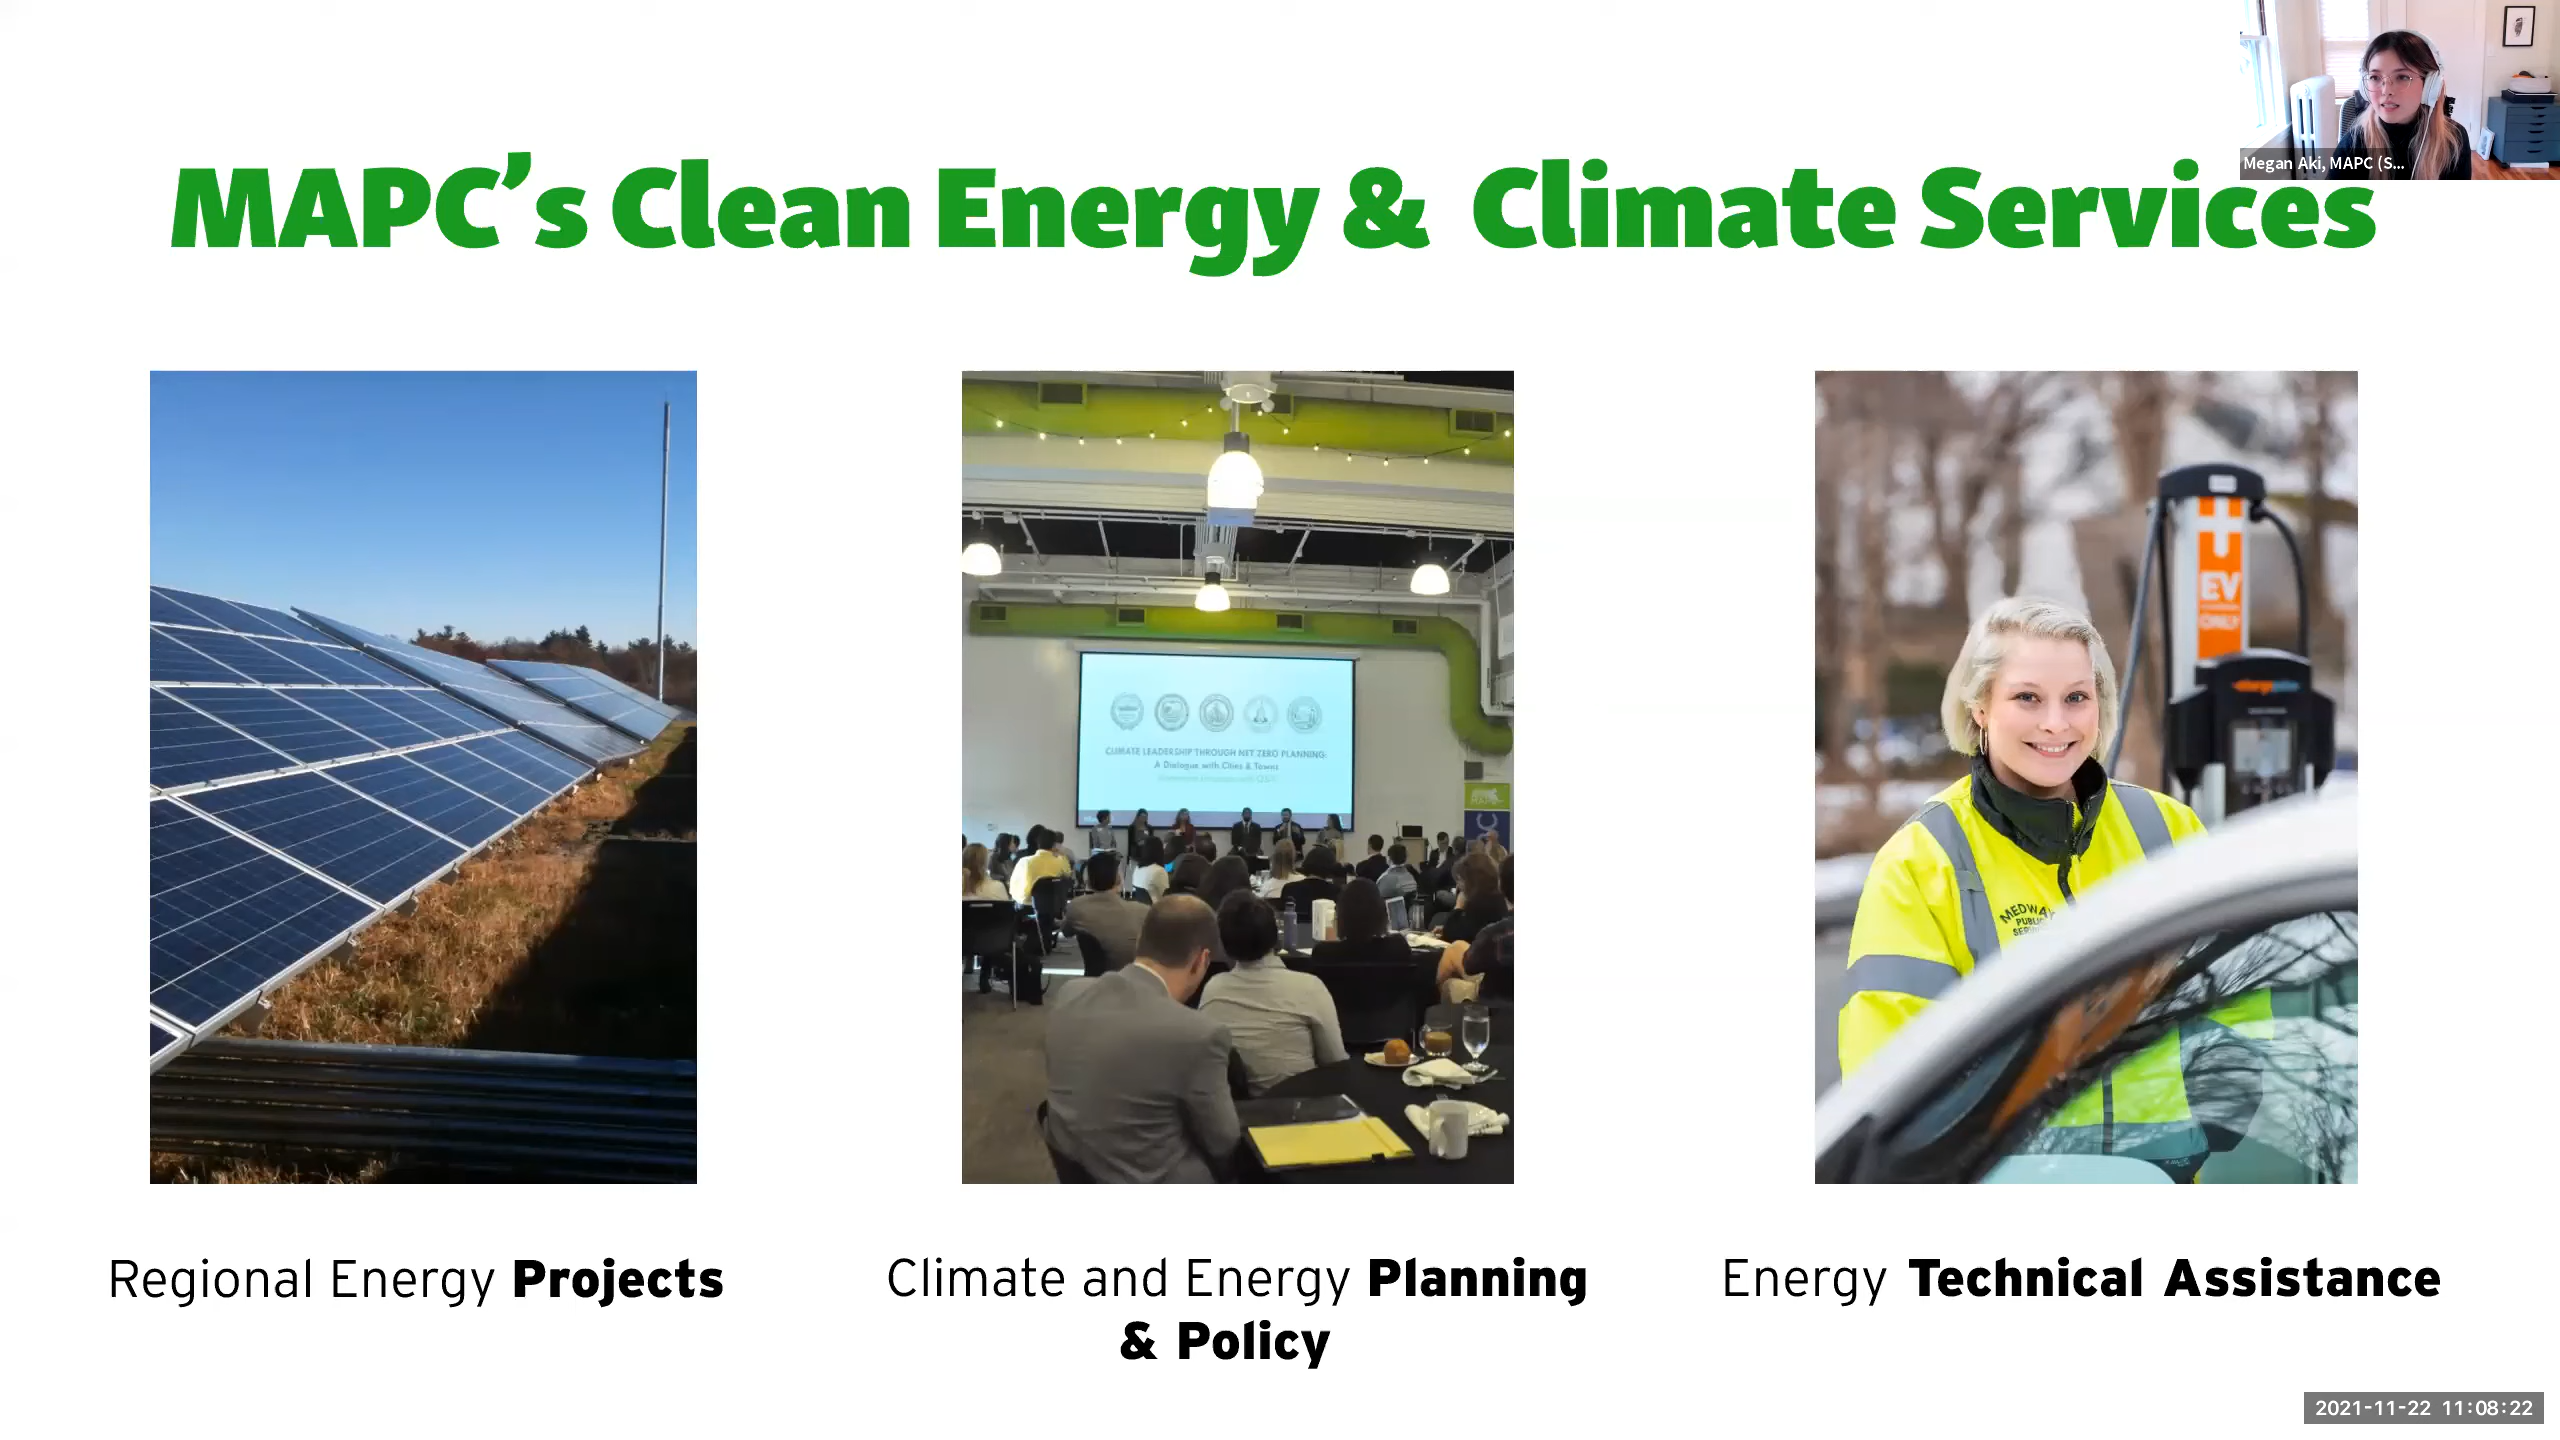 Megan Aki, MAPC (S...
MAPC's Clean Energy & Climate Services
CLIMATE LEADERSHIP THROUGH NET ZERO PLANNING:
A Dialogue with Cities & Towns
EV
ONLY
MEDWAY
PUBLIC
Regional Energy Projects
Climate and Energy Planning
& Policy
Energy Technical Assistance
2021-11-22 11:08:22